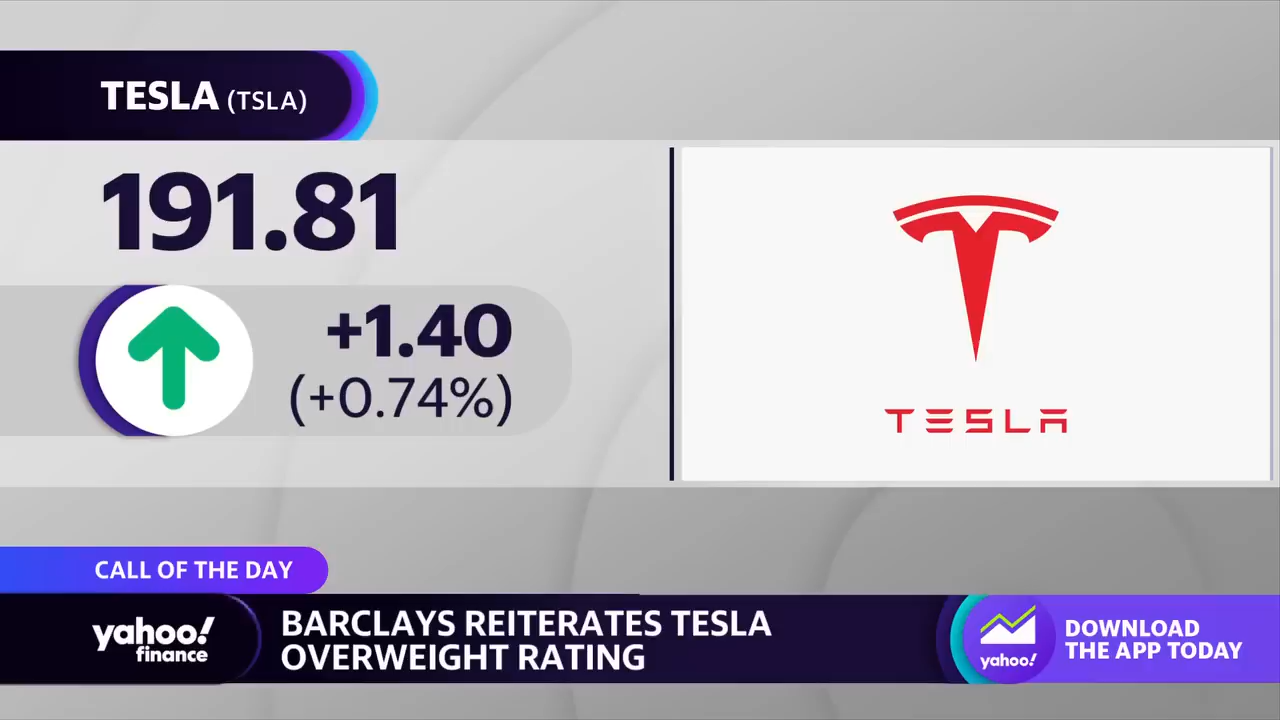 TESLA (TSLA)
191.81
+1.40
(+0.74%)
TESLA
CALL OF THE DAY
yahoo!
finance
BARCLAYS REITERATES TESLA
OVERWEIGHT RATING
yahoo!
DOWNLOAD
THE APP TODAY